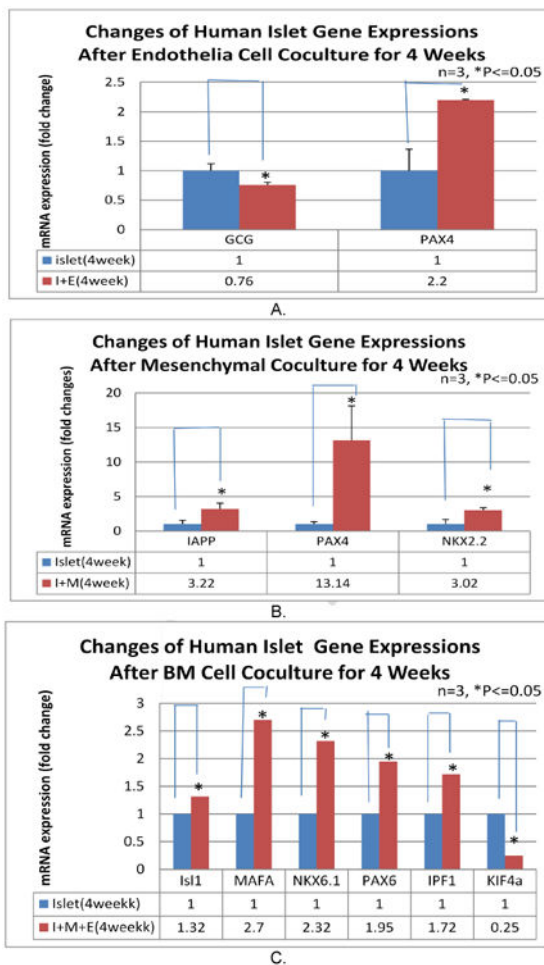 Changes of Human Islet Gene Expressions
After Endothelia Cell Coculture for 4 Weeks
n=3, *P<=0.05
mRNA expression (fold change)
2.5
2
1.5
1
0.5
0
*
*
GCG PAX4
islet(4week) 1 1
I+E(4week) 0.76 2.2
A.
Changes of Human Islet Gene Expressions
After Mesenchymal Coculture for 4 Weeks
n=3, *P<=0.05
mRNA expression (fold changes)
20
15
10
5
0
*
*
*
IAPP PAX4 NKX2.2
Islet(4week) 1 1 1
I+M(4week) 3.22 13.14 3.02
B.
Changes of Human Islet Gene Expressions
After BM Cell Coculture for 4 Weeks
n=3, *P<=0.05
mRNA expression (fold change)
3
2.5
2
1.5
1
0.5
0
*
*
*
*
*
*
Isl1 MAFA NKX6.1 PAX6 IPF1 KIF4a
Islet(4weekk) 1 1 1 1 1 1
I+M+E(4weekk) 1.32 2.7 2.32 1.95 1.72 0.25
C.